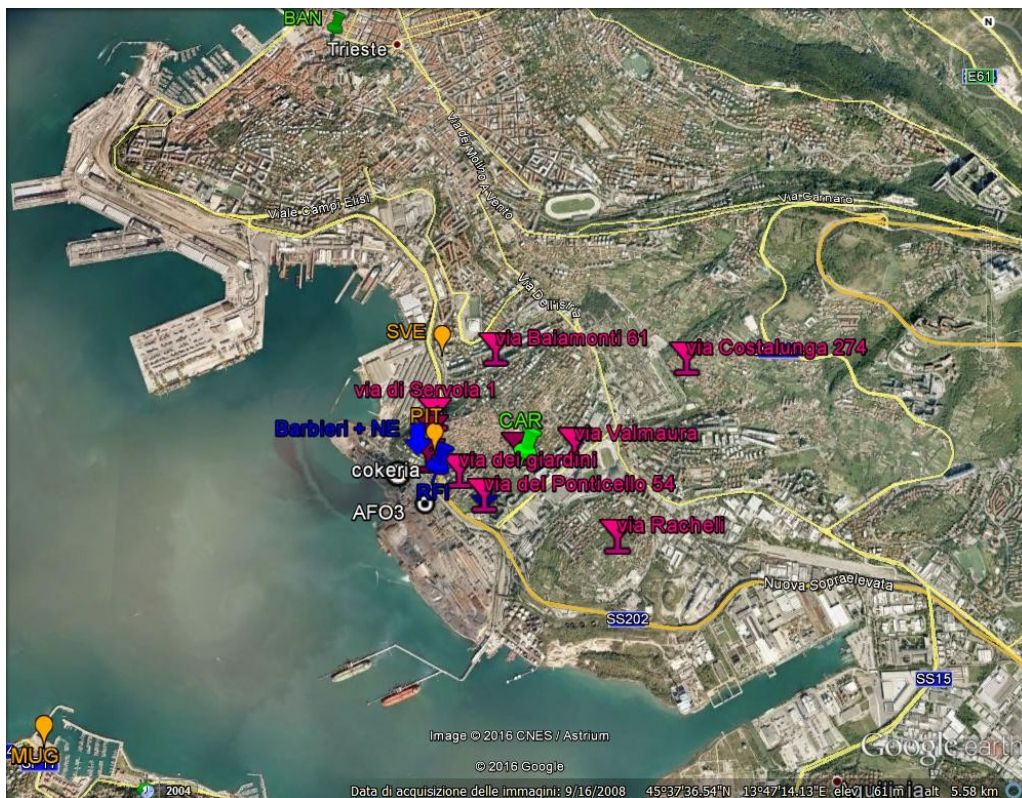 BAN
Trieste
N
E61
Via del Molino A Vento
Viale Campi Elisi
Via Carnaro
Via Dell'Istria
SVE
via Baiamonti 61
via Costalunga 274
via di Servola 1
PIT
CAR
Barbieri + NE
via Valmaura
via dei giardini
cokeria
via del Ponticello 54
RFI
AFO3
via Racheli
Nuova Sopraelevata
SS202
SS15
MUG
Image © 2016 CNES / Astrium
Google earth
© 2016 Google
2004
Data di acquisizione delle immagini: 9/16/2008 45°37'36.54"N 13°47'14.13"E elev 161 m alt 5.58 km